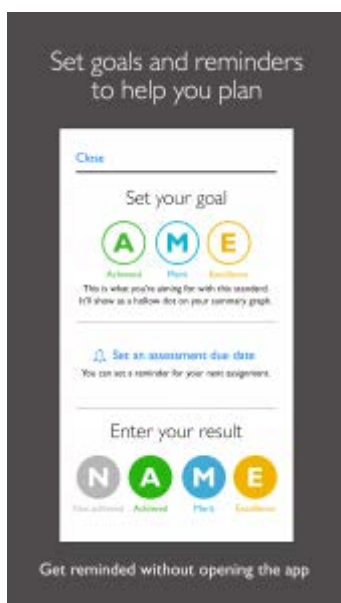 Set goals and reminders
to help you plan
Close
Set your goal
A M E
Achieved Merit Excellence
This is what you're aiming for with this standard.
It'll show as a hollow dot on your summary graph.
Set an assessment due date
You can set a reminder for your next assignment.
Enter your result
N A M E
Not achieved Achieved Merit Excellence
Get reminded without opening the app